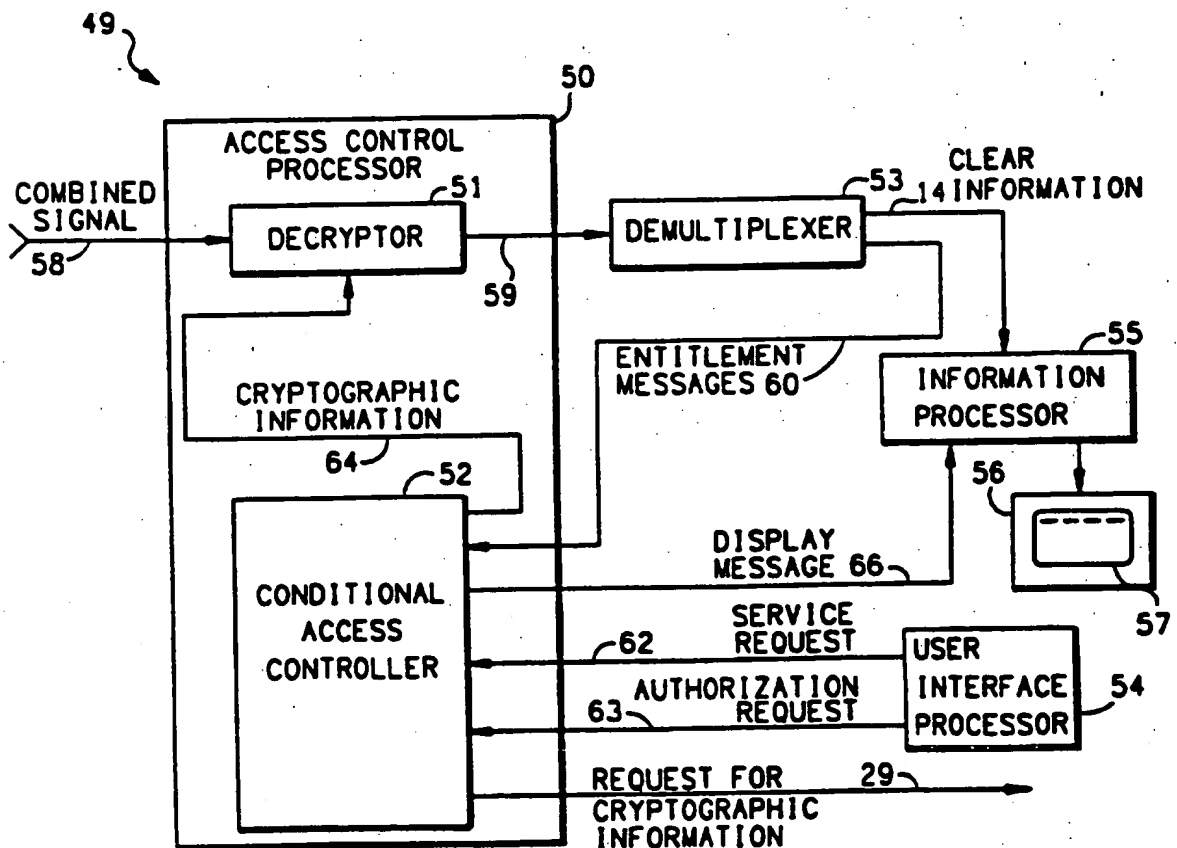 49
50
ACCESS CONTROL
PROCESSOR
COMBINED
SIGNAL
58
51
DECRYPTOR
59
53
DEMULTIPLEXER
CLEAR
14 INFORMATION
ENTITLEMENT
MESSAGES 60
55
INFORMATION
PROCESSOR
CRYPTOGRAPHIC
INFORMATION
64
52
CONDITIONAL
ACCESS
CONTROLLER
56
57
DISPLAY
MESSAGE 66
SERVICE
REQUEST
62
AUTHORIZATION
REQUEST
63
USER
INTERFACE
PROCESSOR
54
REQUEST FOR
CRYPTOGRAPHIC
INFORMATION
29